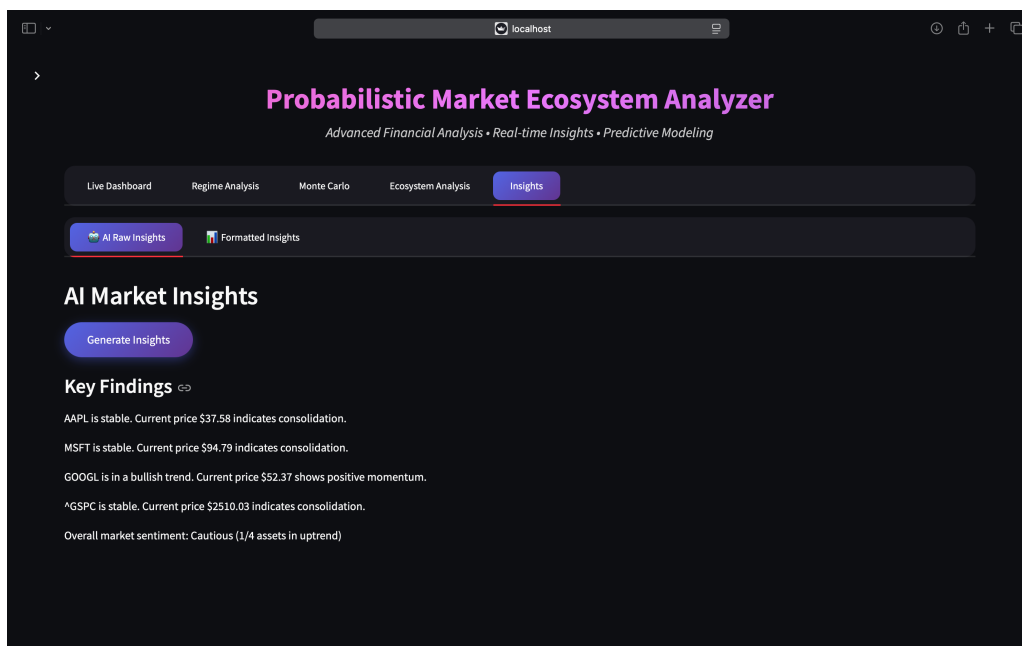 localhost
Probabilistic Market Ecosystem Analyzer
Advanced Financial Analysis • Real-time Insights • Predictive Modeling
Live Dashboard
Regime Analysis
Monte Carlo
Ecosystem Analysis
Insights
AI Raw Insights
Formatted Insights
AI Market Insights
Generate Insights
Key Findings
AAPL is stable. Current price $37.58 indicates consolidation.
MSFT is stable. Current price $94.79 indicates consolidation.
GOOGL is in a bullish trend. Current price $52.37 shows positive momentum.
^GSPC is stable. Current price $2510.03 indicates consolidation.
Overall market sentiment: Cautious (1/4 assets in uptrend)